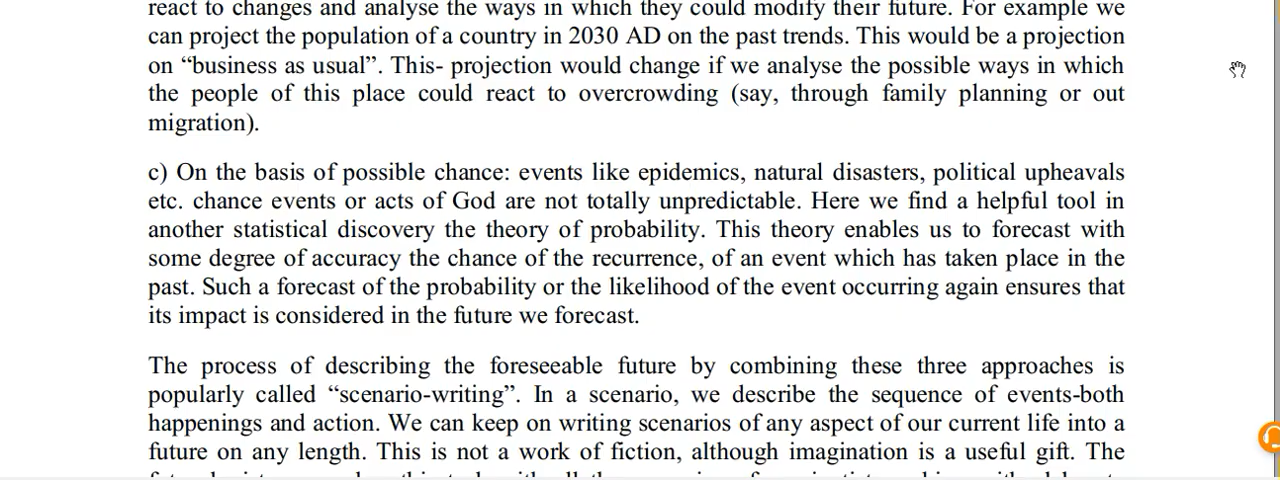 react to changes and analyse the ways in which they could modify their future. For example we
can project the population of a country in 2030 AD on the past trends. This would be a projection
on “business as usual”. This- projection would change if we analyse the possible ways in which
the people of this place could react to overcrowding (say, through family planning or out
migration).
c) On the basis of possible chance: events like epidemics, natural disasters, political upheavals
etc. chance events or acts of God are not totally unpredictable. Here we find a helpful tool in
another statistical discovery the theory of probability. This theory enables us to forecast with
some degree of accuracy the chance of the recurrence, of an event which has taken place in the
past. Such a forecast of the probability or the likelihood of the event occurring again ensures that
its impact is considered in the future we forecast.
The process of describing the foreseeable future by combining these three approaches is
popularly called “scenario-writing”. In a scenario, we describe the sequence of events-both
happenings and action. We can keep on writing scenarios of any aspect of our current life into a
future on any length. This is not a work of fiction, although imagination is a useful gift. The